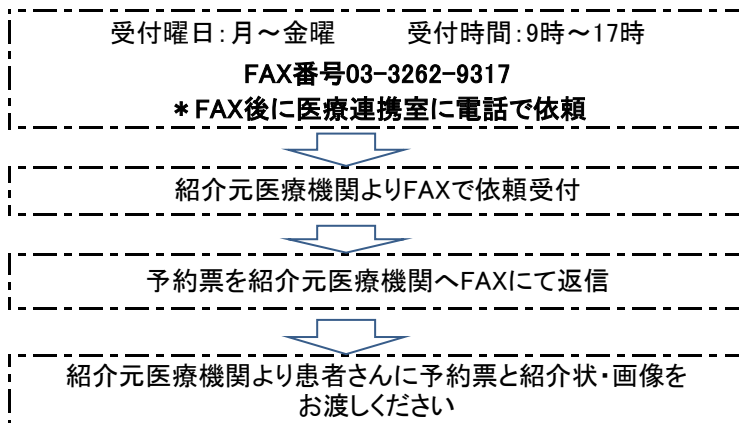 受付曜日：月～金曜　　受付時間：9時～17時
FAX番号03-3262-9317
＊FAX後に医療連携室に電話で依頼
紹介元医療機関よりFAXで依頼受付
予約票を紹介元医療機関へFAXにて返信
紹介元医療機関より患者さんに予約票と紹介状・画像を
お渡しください